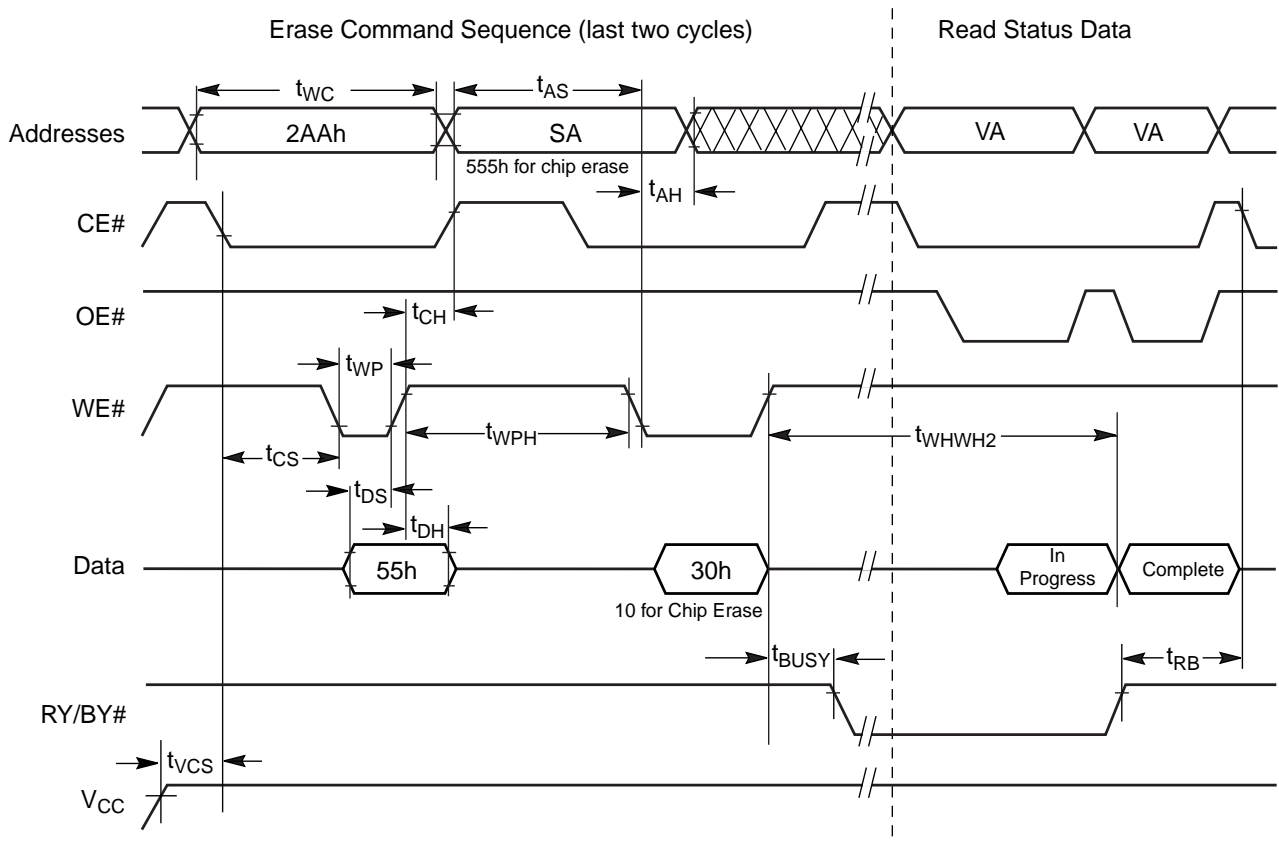 Erase Command Sequence (last two cycles)
Read Status Data
tWC
tAS
Addresses
2AAh
SA
VA
VA
555h for chip erase
tAH
CE#
OE#
tCH
tWP
WE#
tWPH
tWHWH2
tCS
tDS
tDH
Data
55h
30h
In
Progress
Complete
10 for Chip Erase
tBUSY
tRB
RY/BY#
tVCS
VCC